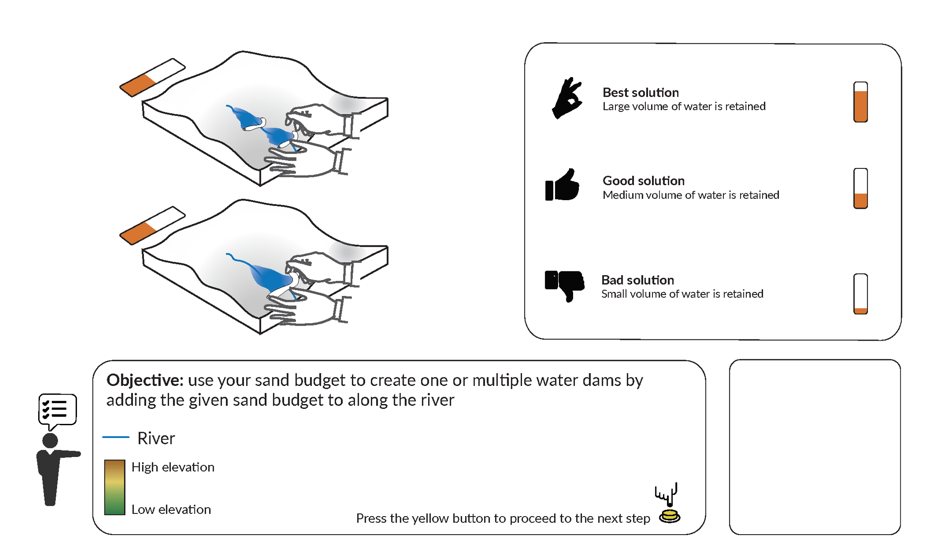 Best solution
Large volume of water is retained
Good solution
Medium volume of water is retained
Bad solution
Small volume of water is retained
Objective: use your sand budget to create one or multiple water dams by
adding the given sand budget to along the river
River
High elevation
Low elevation
Press the yellow button to proceed to the next step